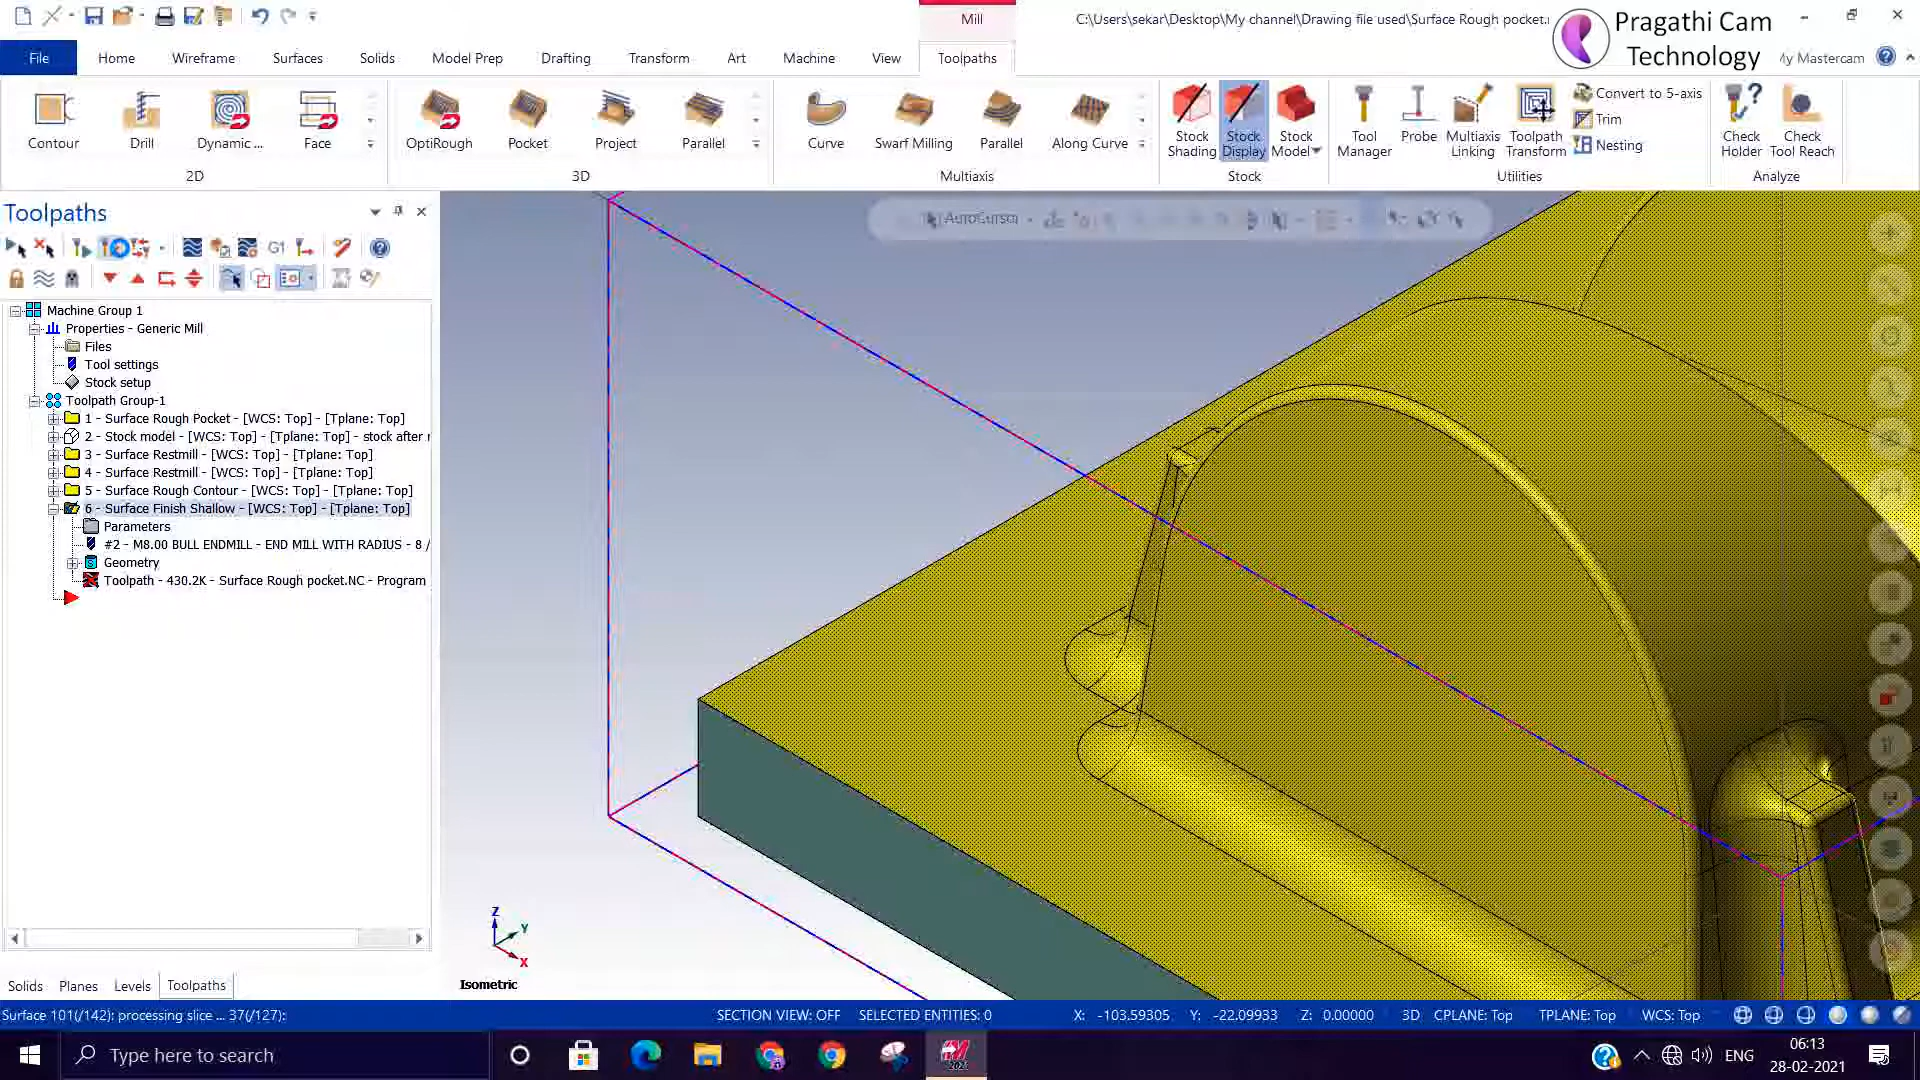 Mill
C:\Users\sekar\Desktop\My channel\Drawing file used\Surface Rough pocket.
Pragathi Cam
Technology
File
Home
Wireframe
Surfaces
Solids
Model Prep
Drafting
Transform
Art
Machine
View
Toolpaths
My Mastercam
Contour
Drill
Dynamic ...
Face
2D
OptiRough
Pocket
Project
Parallel
3D
Curve
Swarf Milling
Parallel
Along Curve
Multiaxis
Stock
Shading
Stock
Display
Stock
Model
Stock
Tool
Manager
Probe
Multiaxis
Linking
Toolpath
Transform
Convert to 5-axis
Trim
Nesting
Utilities
Check
Holder
Check
Tool Reach
Analyze
Toolpaths
G1
AutoCursor
Machine Group 1
Properties - Generic Mill
Files
Tool settings
Stock setup
Toolpath Group-1
1 - Surface Rough Pocket - [WCS: Top] - [Tplane: Top]
2 - Stock model - [WCS: Top] - [Tplane: Top] - stock after r
3 - Surface Restmill - [WCS: Top] - [Tplane: Top]
4 - Surface Restmill - [WCS: Top] - [Tplane: Top]
5 - Surface Rough Contour - [WCS: Top] - [Tplane: Top]
6 - Surface Finish Shallow - [WCS: Top] - [Tplane: Top]
Parameters
#2 - M8.00 BULL ENDMILL - END MILL WITH RADIUS - 8 /
Geometry
Toolpath - 430.2K - Surface Rough pocket.NC - Program
Z
Y
X
Isometric
Solids
Planes
Levels
Toolpaths
Surface 101(/142): processing slice ... 37(/127):
SECTION VIEW: OFF
SELECTED ENTITIES: 0
X: -103.59305
Y: -22.09933
Z: 0.00000
3D
CPLANE: Top
TPLANE: Top
WCS: Top
Type here to search
ENG
06:13
28-02-2021